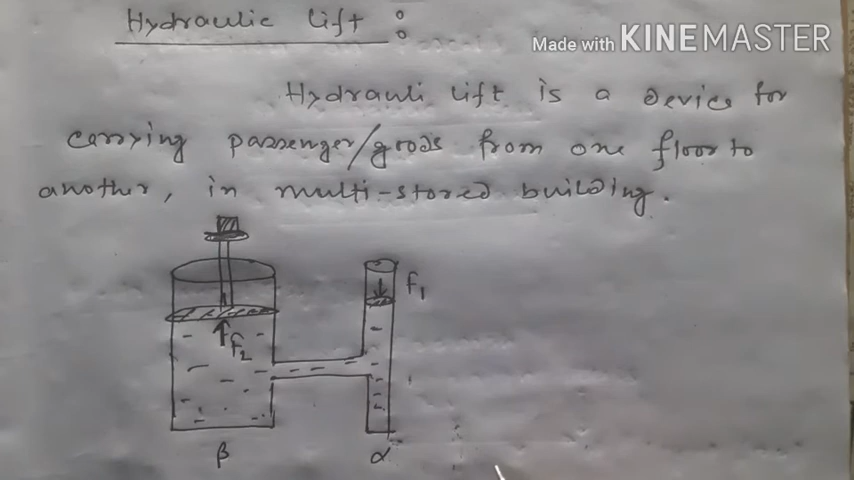 Hydraulic lift :
Made with KINEMASTER
Hydrauli lift is a device for
carrying passenger/goods from one floor to
another, in multi-stored building.
F1
F2
β
α